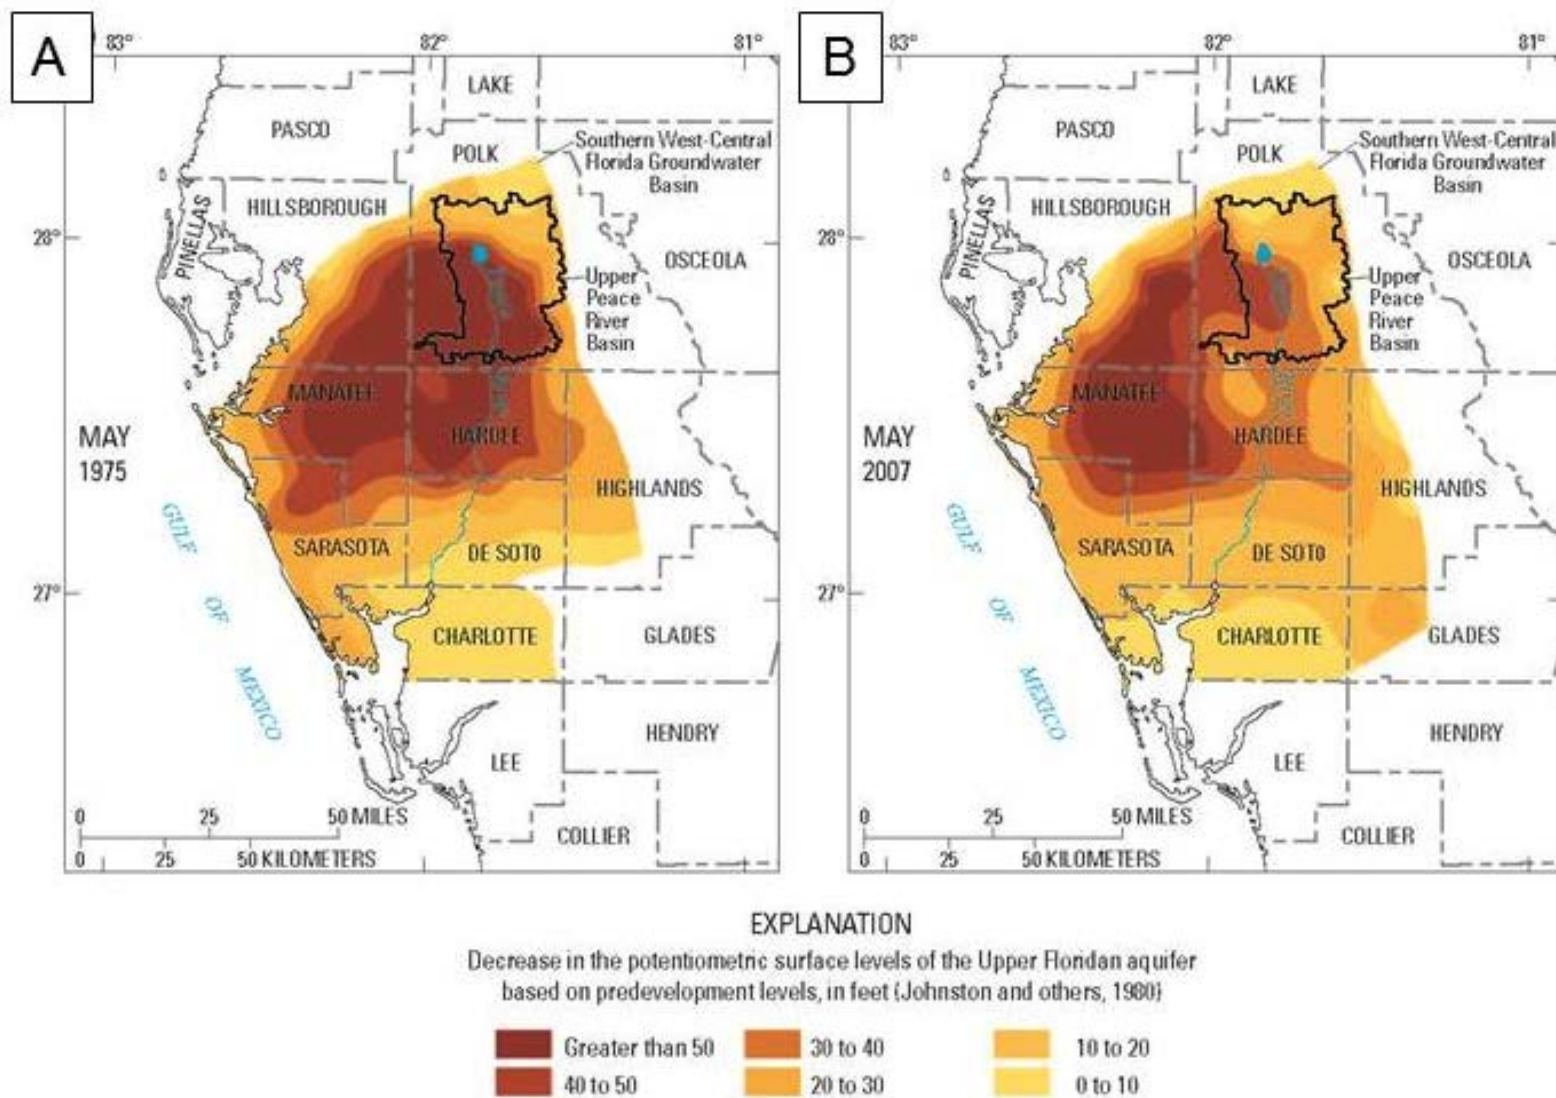 A
83°
82°
81°
LAKE
PASCO
POLK
Southern West-Central
Florida Groundwater
Basin
HILLSBOROUGH
PINELLAS
28°
OSCEOLA
Upper
Peace
River
Basin
MANATEE
HARDEE
MAY
1975
HIGHLANDS
GULF
OF
MEXICO
SARASOTA
DE SOTO
27°
CHARLOTTE
GLADES
HENDRY
LEE
COLLIER
0 25 50 MILES
0 25 50 KILOMETERS
B
83°
82°
81°
LAKE
PASCO
POLK
Southern West-Central
Florida Groundwater
Basin
HILLSBOROUGH
PINELLAS
28°
OSCEOLA
Upper
Peace
River
Basin
MANATEE
HARDEE
MAY
2007
HIGHLANDS
GULF
OF
MEXICO
SARASOTA
DE SOTO
27°
CHARLOTTE
GLADES
HENDRY
LEE
COLLIER
0 25 50 MILES
0 25 50 KILOMETERS
EXPLANATION
Decrease in the potentiometric surface levels of the Upper Floridan aquifer
based on predevelopment levels, in feet (Johnston and others, 1980)
Greater than 50
30 to 40
10 to 20
40 to 50
20 to 30
0 to 10